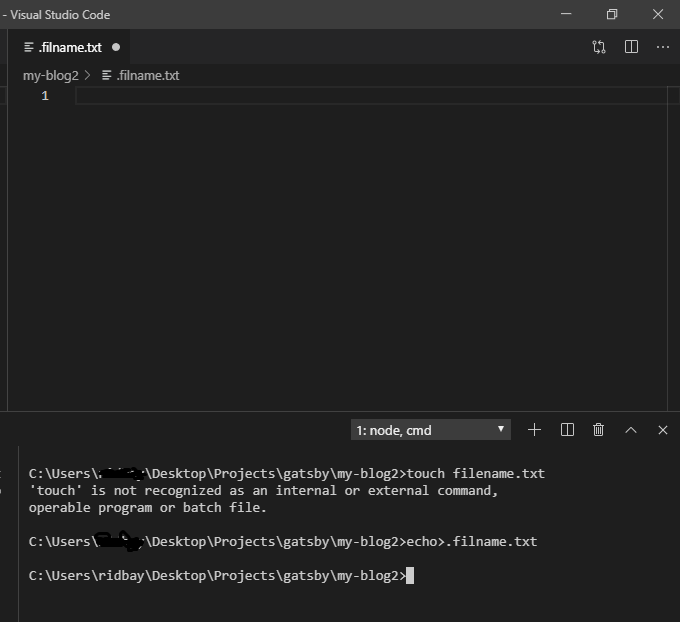 - Visual Studio Code
.filname.txt
my-blog2 > .filname.txt
1
1: node, cmd
C:\Users\ \Desktop\Projects\gatsby\my-blog2>touch filename.txt
'touch' is not recognized as an internal or external command,
operable program or batch file.
C:\Users\ \Desktop\Projects\gatsby\my-blog2>echo>.filname.txt
C:\Users\ridbay\Desktop\Projects\gatsby\my-blog2>